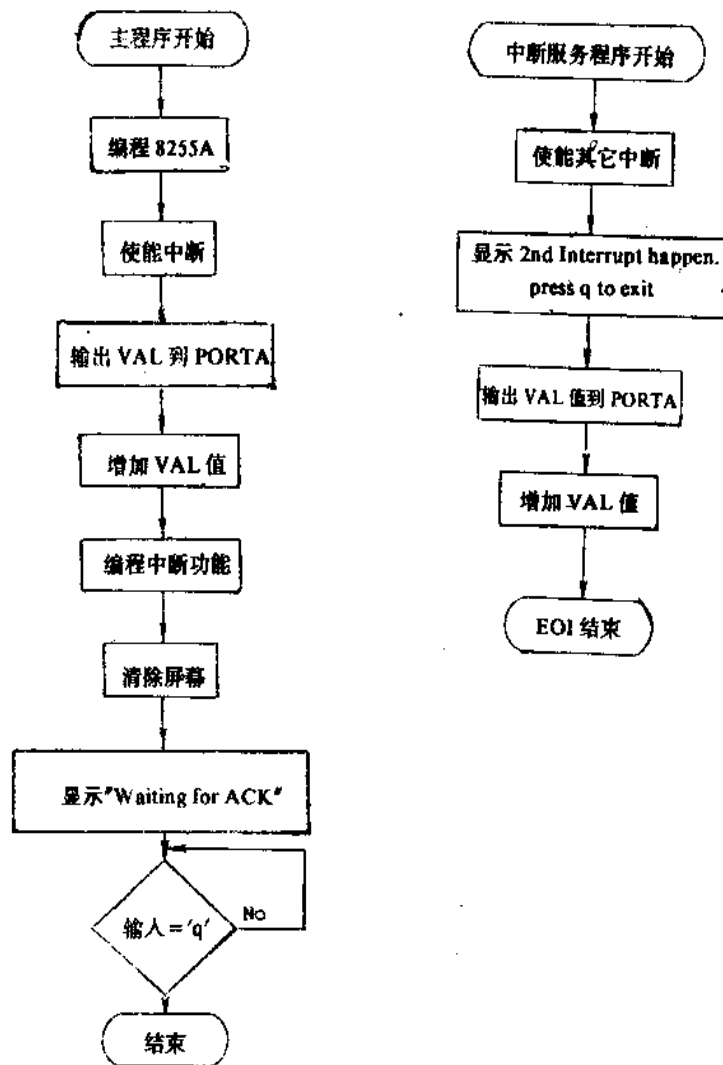 主程序开始
编程 8255A
使能中断
输出 VAL 到 PORTA
增加 VAL 值
编程中断功能
清除屏幕
显示"Waiting for ACK"
输入='q'
No
结束
中断服务程序开始
使能其它中断
显示 2nd Interrupt happen.
press q to exit
输出 VAL 值到 PORTA
增加 VAL 值
EOI 结束